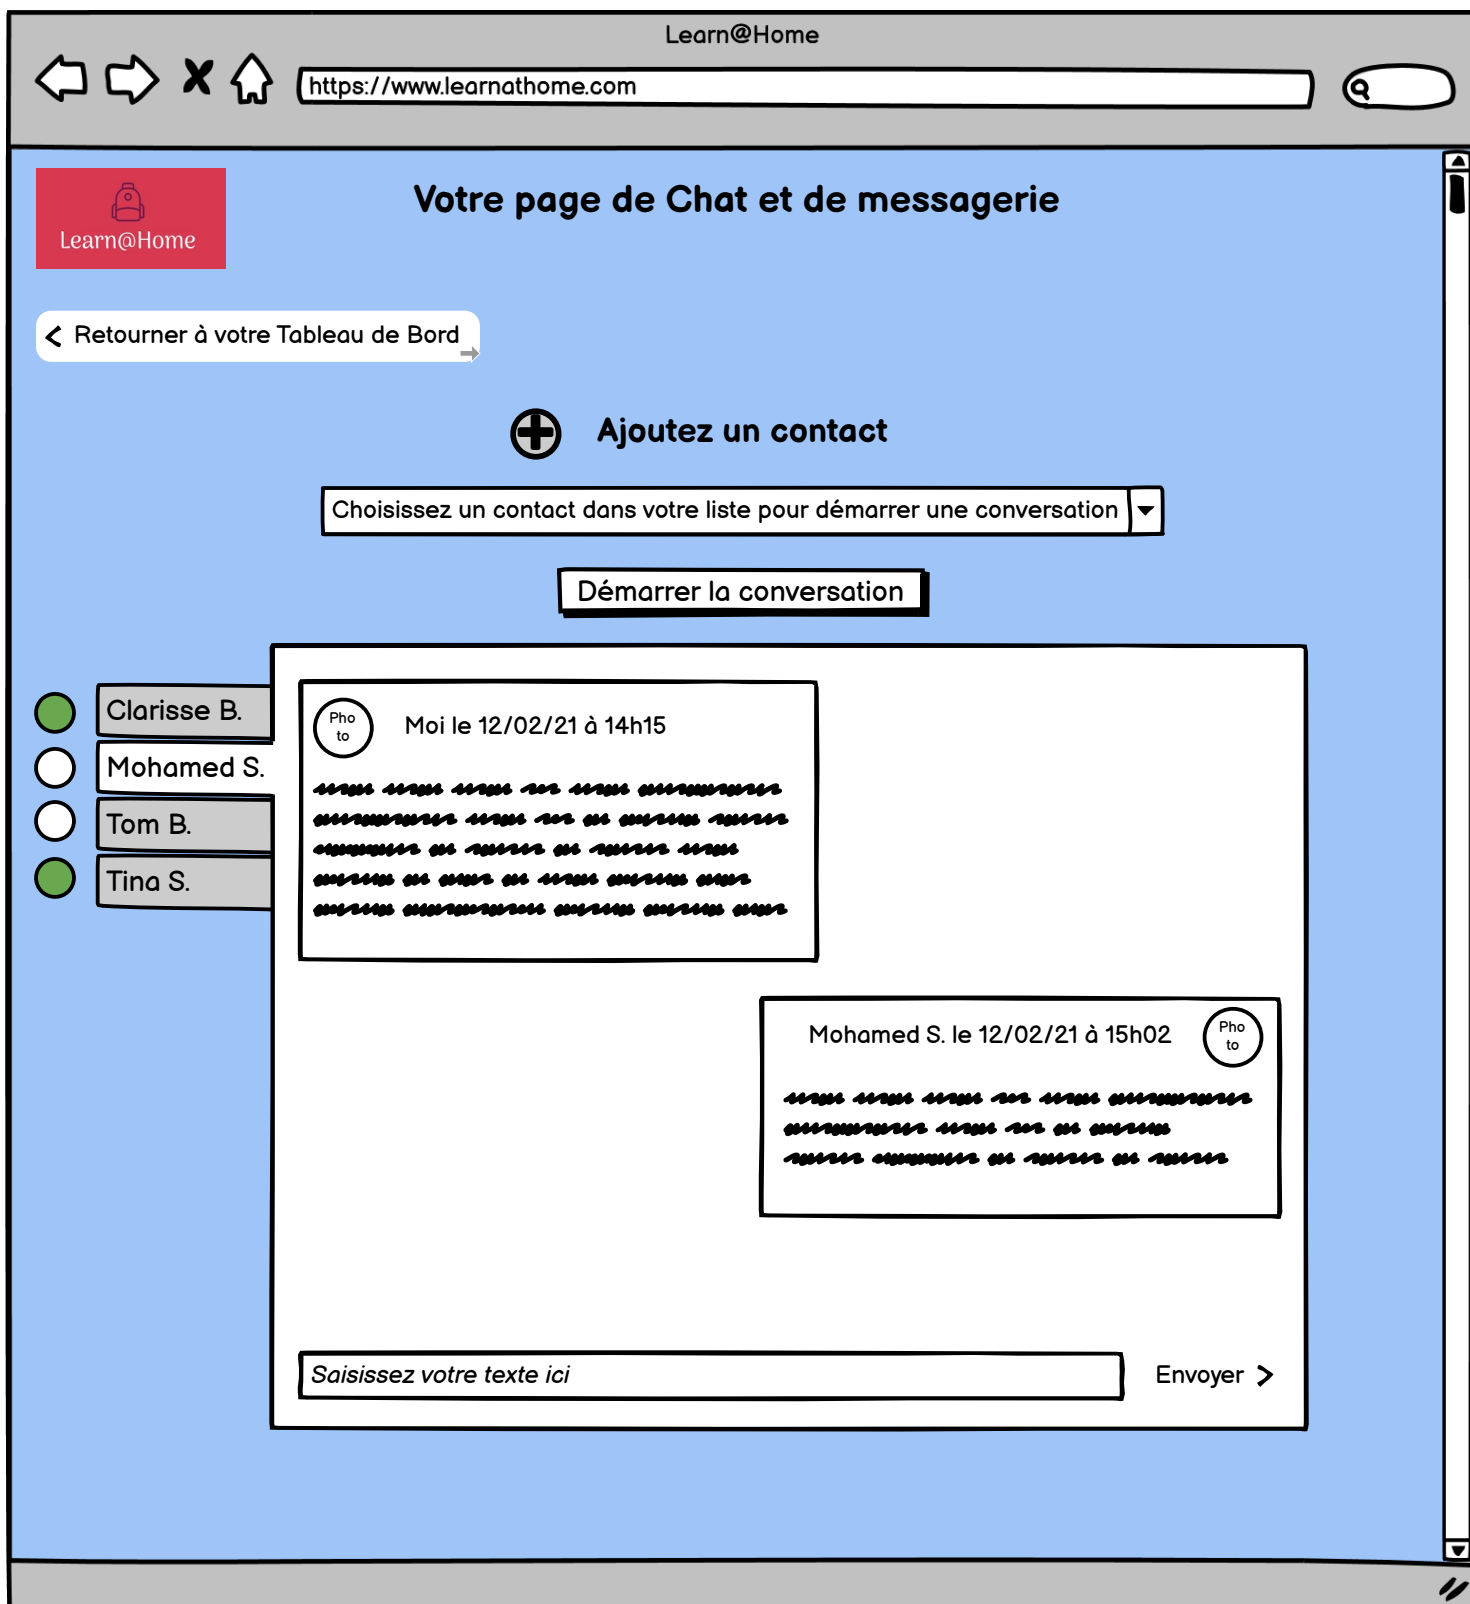 Learn@Home
https://www.learnathome.com
Learn@Home
Votre page de Chat et de messagerie
Retourner à votre Tableau de Bord
Ajoutez un contact
Choisissez un contact dans votre liste pour démarrer une conversation
Démarrer la conversation
Clarisse B.
Mohamed S.
Tom B.
Tina S.
Pho
to
Moi le 12/02/21 à 14h15
Mohamed S. le 12/02/21 à 15h02
Pho
to
Saisissez votre texte ici
Envoyer